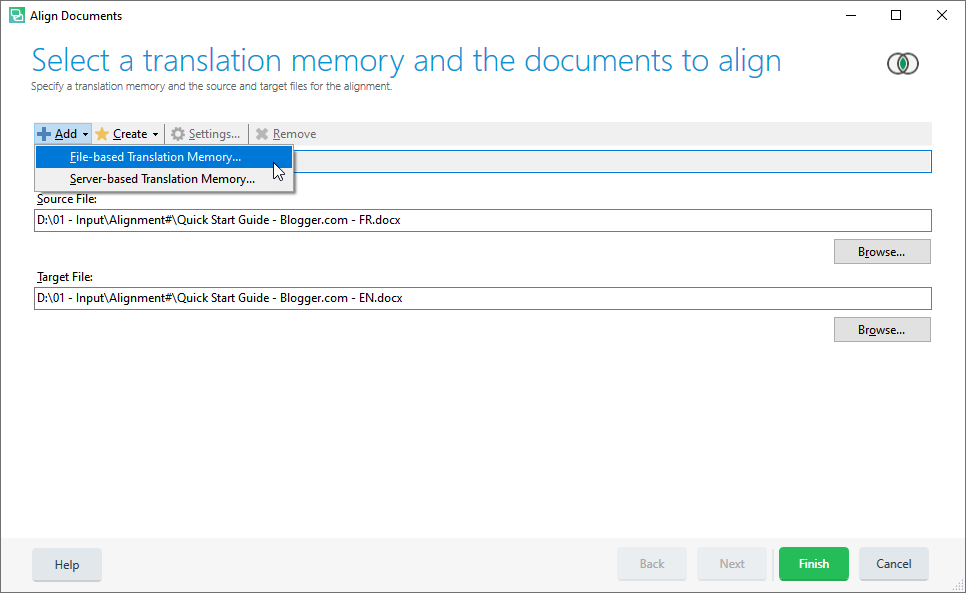 Align Documents
Select a translation memory and the documents to align
Specify a translation memory and the source and target files for the alignment.
Add Create Settings... Remove
File-based Translation Memory...
Server-based Translation Memory...
Source File:
D:\01 - Input\Alignment#\Quick Start Guide - Blogger.com - FR.docx
Browse...
Target File:
D:\01 - Input\Alignment#\Quick Start Guide - Blogger.com - EN.docx
Browse...
Help Back Next Finish Cancel